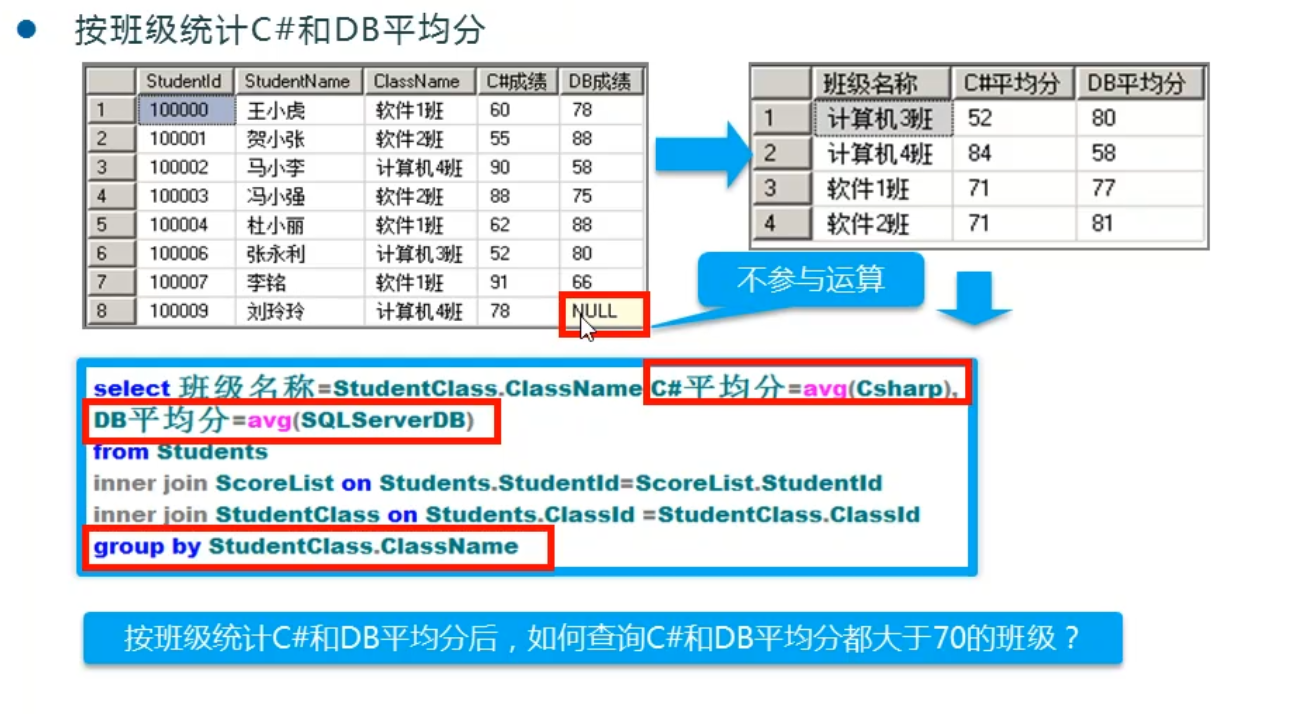 按班级统计C#和DB平均分
StudentId StudentName ClassName C#成绩 DB成绩
1 100000 王小虎 软件1班 60 78
2 100001 贺小张 软件2班 55 88
3 100002 马小李 计算机4班 90 58
4 100003 冯小强 软件2班 88 75
5 100004 杜小丽 软件1班 62 88
6 100006 张永利 计算机3班 52 80
7 100007 李铭 软件1班 91 66
8 100009 刘玲玲 计算机4班 78 NULL
班级名称 C#平均分 DB平均分
1 计算机3班 52 80
2 计算机4班 84 58
3 软件1班 71 77
4 软件2班 71 81
不参与运算
select 班级名称=StudentClass.ClassName C#平均分=avg(Csharp),
DB平均分=avg(SQLServerDB)
from Students
inner join ScoreList on Students.StudentId=ScoreList.StudentId
inner join StudentClass on Students.ClassId =StudentClass.ClassId
group by StudentClass.ClassName
按班级统计C#和DB平均分后，如何查询C#和DB平均分都大于70的班级？